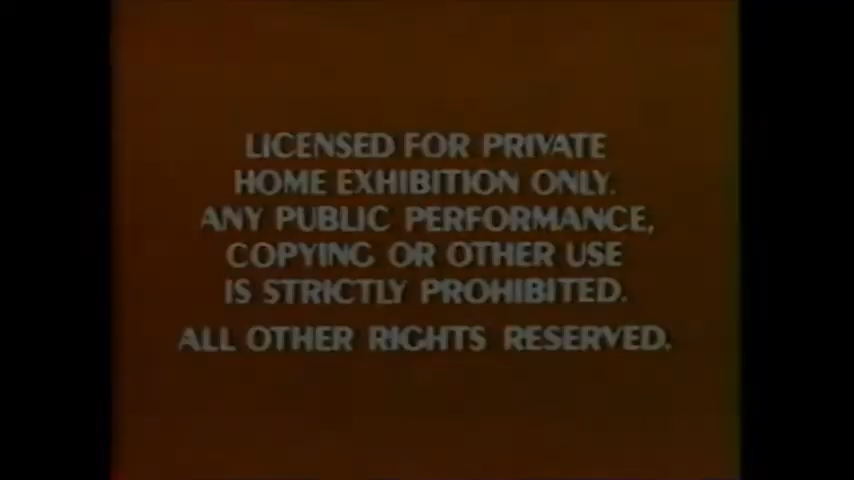 LICENSED FOR PRIVATE
HOME EXHIBITION ONLY.
ANY PUBLIC PERFORMANCE,
COPYING OR OTHER USE
IS STRICTLY PROHIBITED.
ALL OTHER RIGHTS RESERVED.